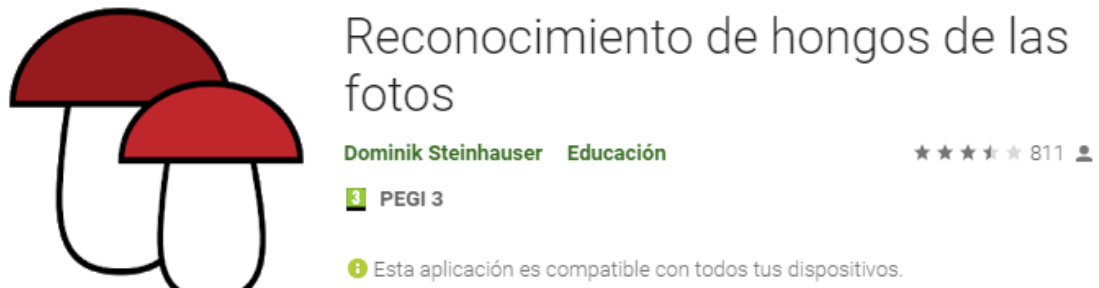 Reconocimiento de hongos de las
fotos
Dominik Steinhauser Educación 811
3 PEGI 3
Esta aplicación es compatible con todos tus dispositivos.